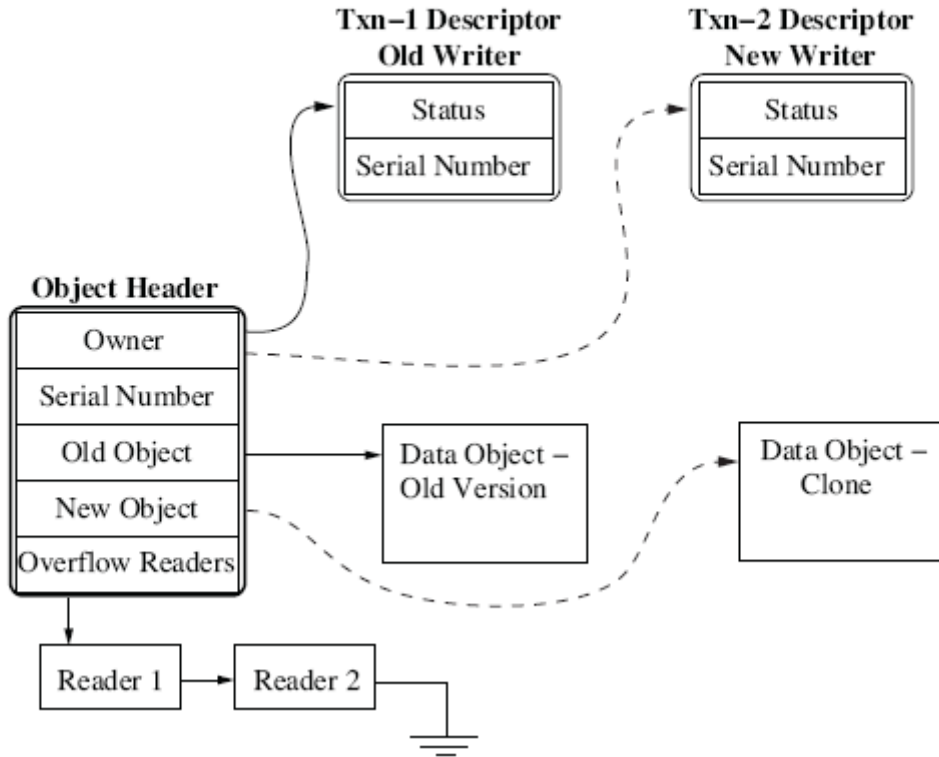 Txn−1 Descriptor
Old Writer
Status
Serial Number
Txn−2 Descriptor
New Writer
Status
Serial Number
Object Header
Owner
Serial Number
Old Object
New Object
Overflow Readers
Data Object −
Old Version
Data Object −
Clone
Reader 1
Reader 2